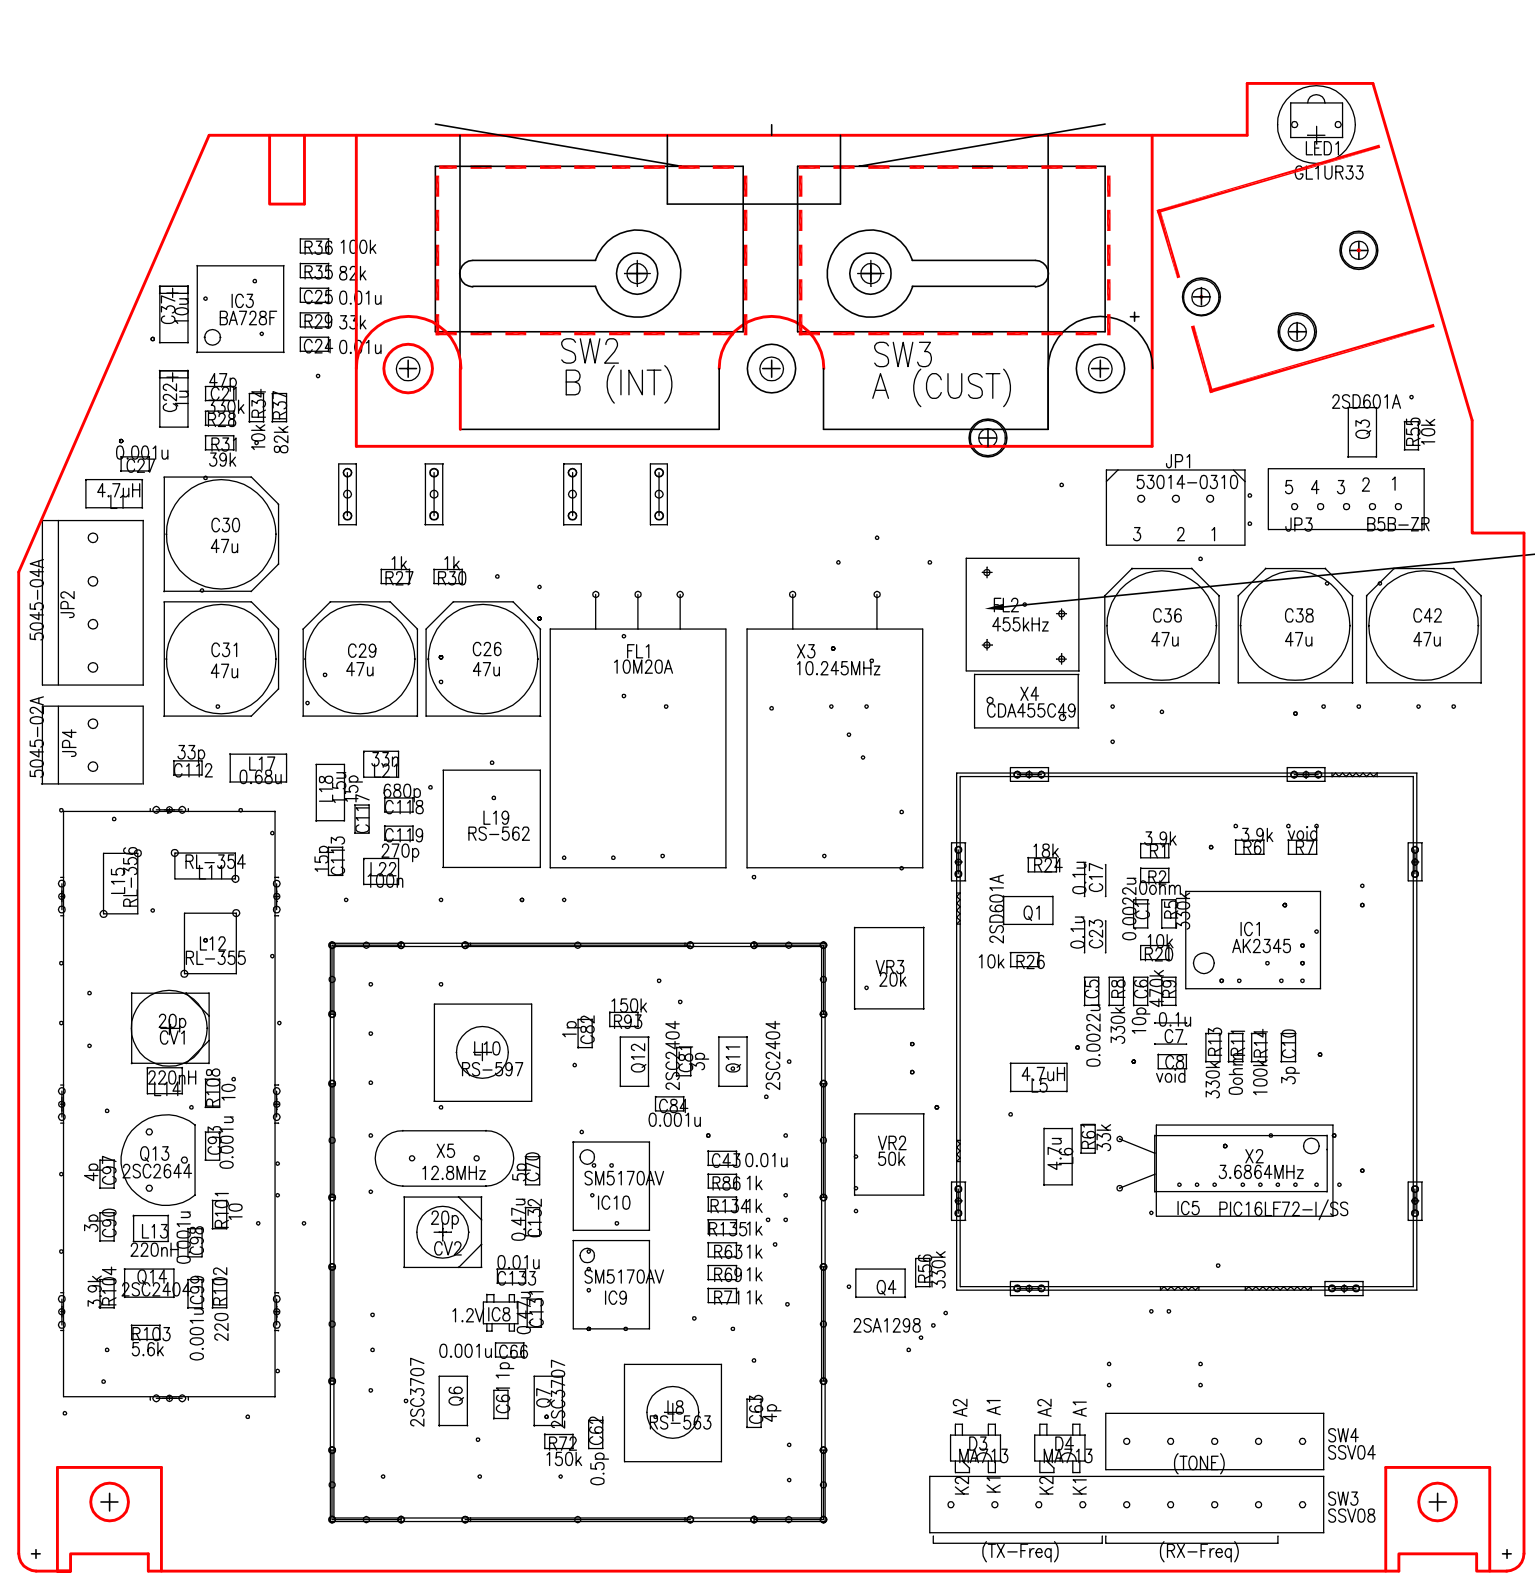 LED1
GL1UR33
R36 100k
R35 82k
C25 0.01u
R29 33k
C24 0.01u
C37+
10u
IC3
BA728F
SW2
B (INT)
SW3
A (CUST)
C22+
1u
47p
C21
330k
R28
R31
39k
R34
10k
R37
82k
0.001u
C27
4.7uH
L1
2SD601A
Q3
R55
10k
JP1
53014-0310
3 2 1
5 4 3 2 1
JP3
B5B-ZR
C30
47u
5045-04A
JP2
1k
R27
1k
R30
FL2
455kHz
C36
47u
C38
47u
C42
47u
C31
47u
C29
47u
C26
47u
FL1
10M20A
X3
10.245MHz
X4
CDA455C49
5045-02A
JP4
33p
C112
L17
0.68u
L18
15u
15p
C117
L21
680p
C118
C119
270p
15p
C113
L22
100n
L19
RS-562
L15
RL-356
RL-354
L11
L12
RL-355
18k
R24
0.1u
C17
3.9k
R1
R2
3.9k
R6
void
R7
2SD601A
Q1
0.1u
C23
0.0022u
C1
R5
330k
IC1
AK2345
10k
R20
10k
R26
VR3
20k
0.0022u
C5
330k
R8
10p
C6
470k
R9
0.1u
C7
C8
void
330k
R13
0ohm
R11
100k
R14
3p
C10
20p
CV1
220nH
L14
R108
10
L10
RS-597
1p
C82
150k
R93
Q12
2SC2404
C81
3p
Q11
2SC2404
C84
0.001u
4.7uH
L5
4.7u
L6
R61
33k
X2
3.6864MHz
IC5
PIC16LF72-I/SS
VR2
50k
Q13
2SC2644
C93
0.001u
4p
C97
3p
C90
L13
220nH
0.001u
C98
R101
10
Q14
2SC2404
3.9k
R104
C99
0.001u
R102
220
R103
5.6k
X5
12.8MHz
5p
C70
20p
CV2
0.47u
C132
0.01u
C133
1.2V
IC8
0.47u
C131
0.001u
C66
SM5170AV
IC10
SM5170AV
IC9
C43 0.01u
R86 1k
R134 1k
R135 1k
R63 1k
R69 1k
R71 1k
R56
330k
Q4
2SA1298
2SC3707
Q6
C61
Q7
2SC3707
R72
150k
C62
0.5p
L8
RS-563
C63
4p
A2 A1
D3
MA713
K2 K1
A2 A1
D4
MA713
K2 K1
(TONE)
SW4
SSV04
SW3
SSV08
(TX-Freq)
(RX-Freq)